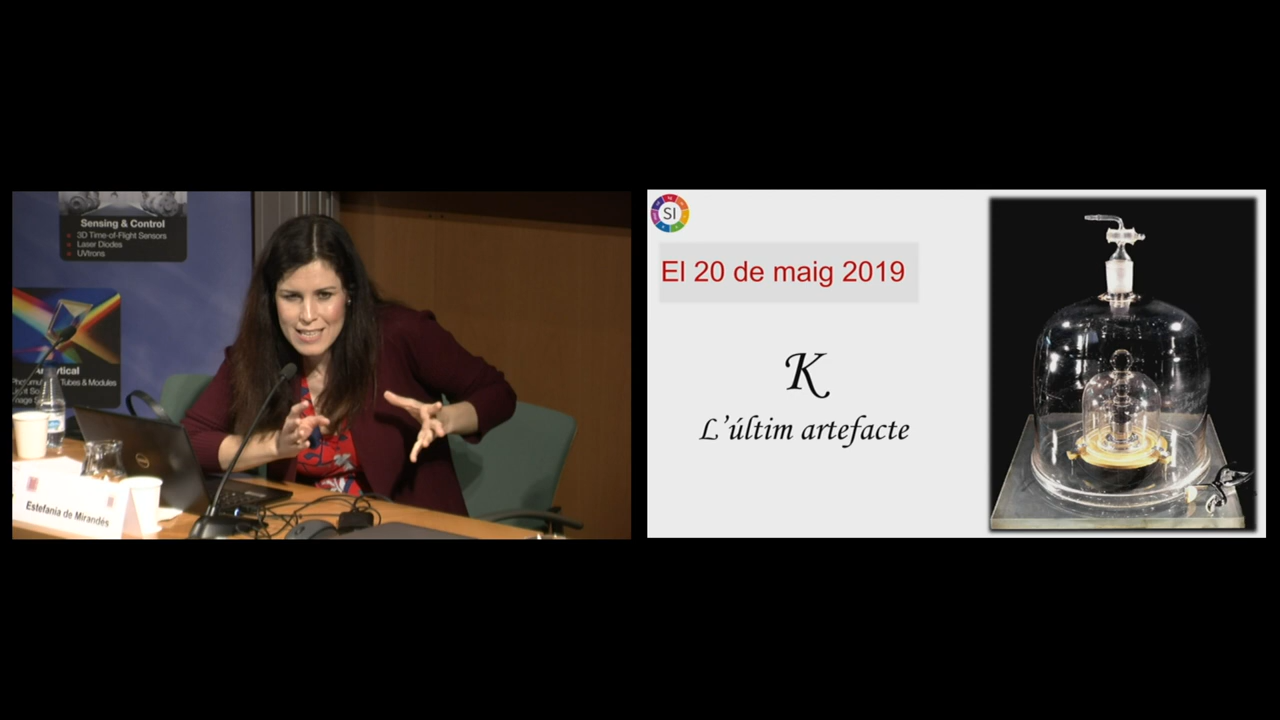 Sensing & Control
3D Time-of-Flight Sensors
Laser Diodes
UVtrons
Tubes & Modules
Estefania de Mirandés
SI
El 20 de maig 2019
K
L'últim artefacte